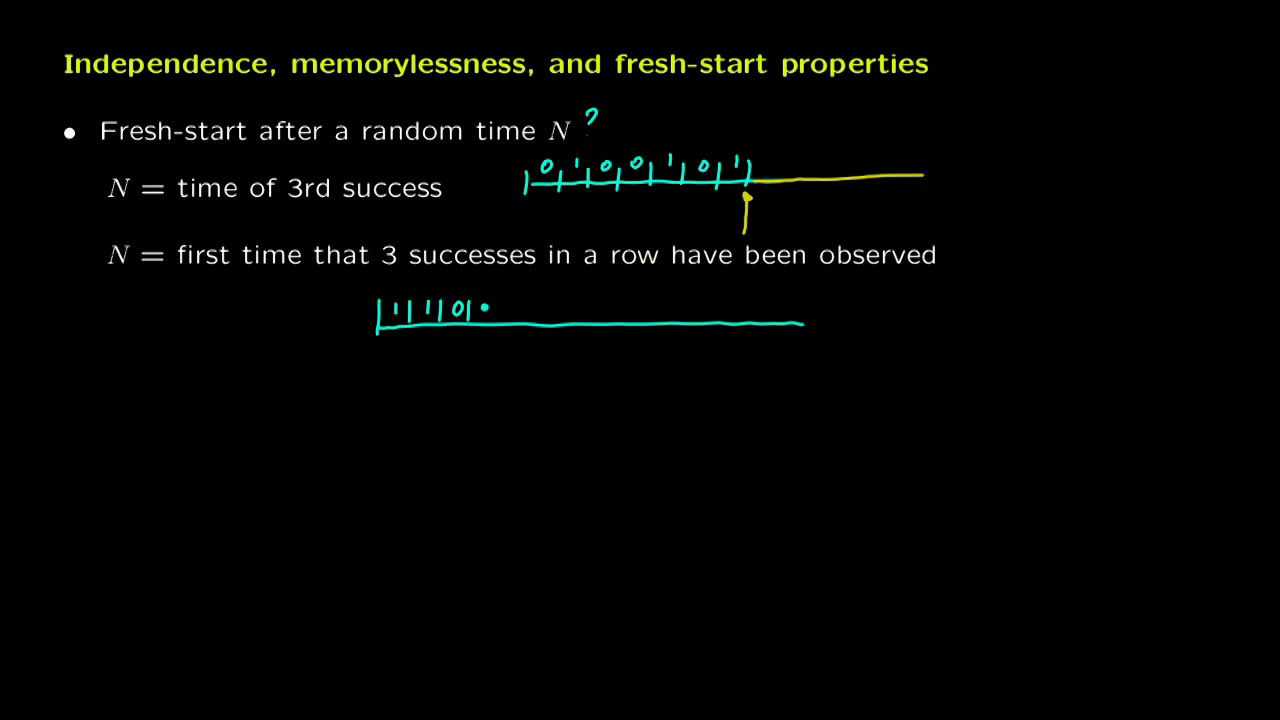 Independence, memorylessness, and fresh-start properties
• Fresh-start after a random time N ?
0 1 0 0 1 0 1
N = time of 3rd success
N = first time that 3 successes in a row have been observed
1 1 0